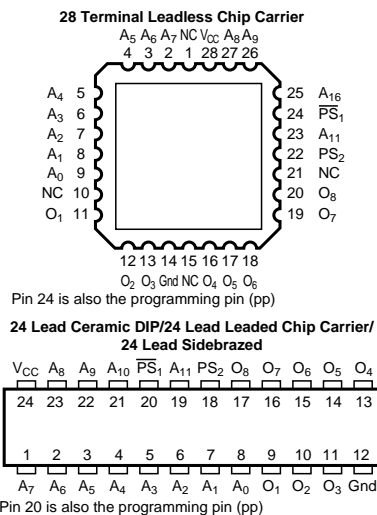 28 Terminal Leadless Chip Carrier
A5 A6 A7 NC VCC A8 A9
4 3 2 1 28 27 26
A4 5 25 A16
A3 6 24 PS1
A2 7 23 A11
A1 8 22 PS2
A0 9 21 NC
NC 10 20 O8
O1 11 19 O7
12 13 14 15 16 17 18
O2 O3 Gnd NC O4 O5 O6
Pin 24 is also the programming pin (pp)
24 Lead Ceramic DIP/24 Lead Leaded Chip Carrier/
24 Lead Sidebrazed
VCC A8 A9 A10 PS1 A11 PS2 O8 O7 O6 O5 O4
24 23 22 21 20 19 18 17 16 15 14 13
1 2 3 4 5 6 7 8 9 10 11 12
A7 A6 A5 A4 A3 A2 A1 A0 O1 O2 O3 Gnd
Pin 20 is also the programming pin (pp)